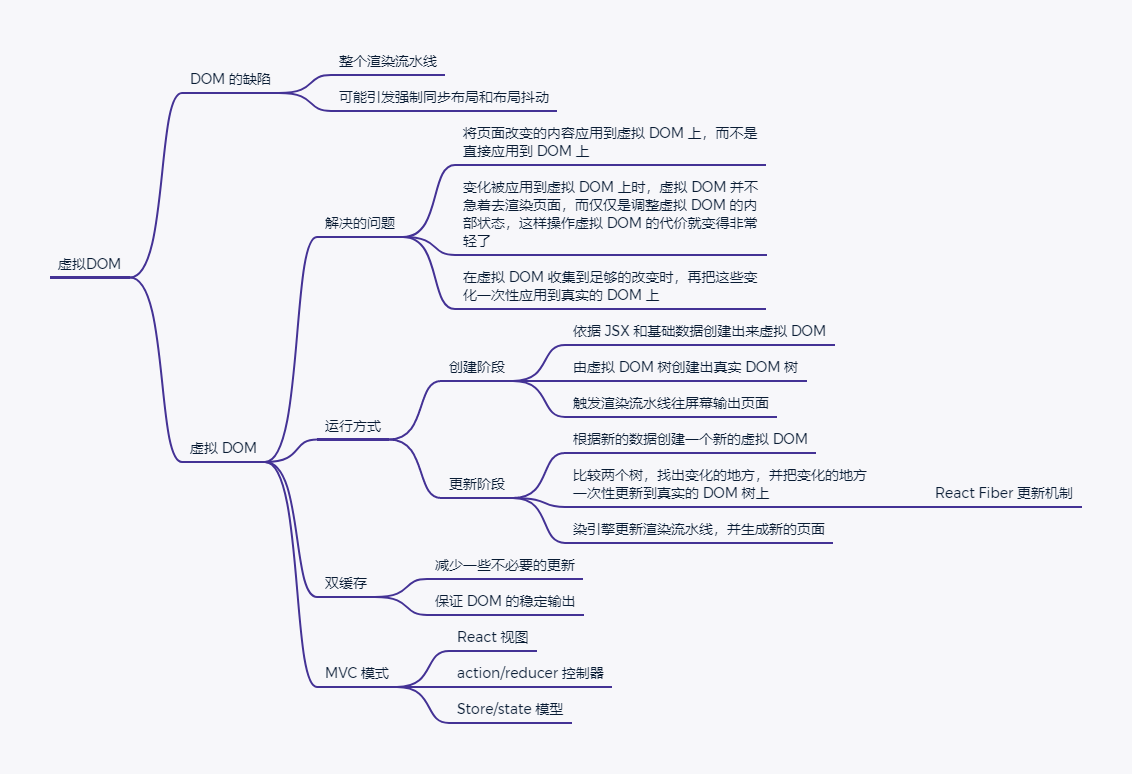 虚拟DOM
DOM 的缺陷
整个渲染流水线
可能引发强制同步布局和布局抖动
虚拟 DOM
解决的问题
将页面改变的内容应用到虚拟 DOM 上，而不是
直接应用到 DOM 上
变化被应用到虚拟 DOM 上时，虚拟 DOM 并不
急着去渲染页面，而仅仅是调整虚拟 DOM 的内
部状态，这样操作虚拟 DOM 的代价就变得非常
轻了
在虚拟 DOM 收集到足够的改变时，再把这些变
化一次性应用到真实的 DOM 上
运行方式
创建阶段
依据 JSX 和基础数据创建出来虚拟 DOM
由虚拟 DOM 树创建出真实 DOM 树
触发渲染流水线往屏幕输出页面
更新阶段
根据新的数据创建一个新的虚拟 DOM
比较两个树，找出变化的地方，并把变化的地方
一次性更新到真实的 DOM 树上
React Fiber 更新机制
染引擎更新渲染流水线，并生成新的页面
双缓存
减少一些不必要的更新
保证 DOM 的稳定输出
MVC 模式
React 视图
action/reducer 控制器
Store/state 模型